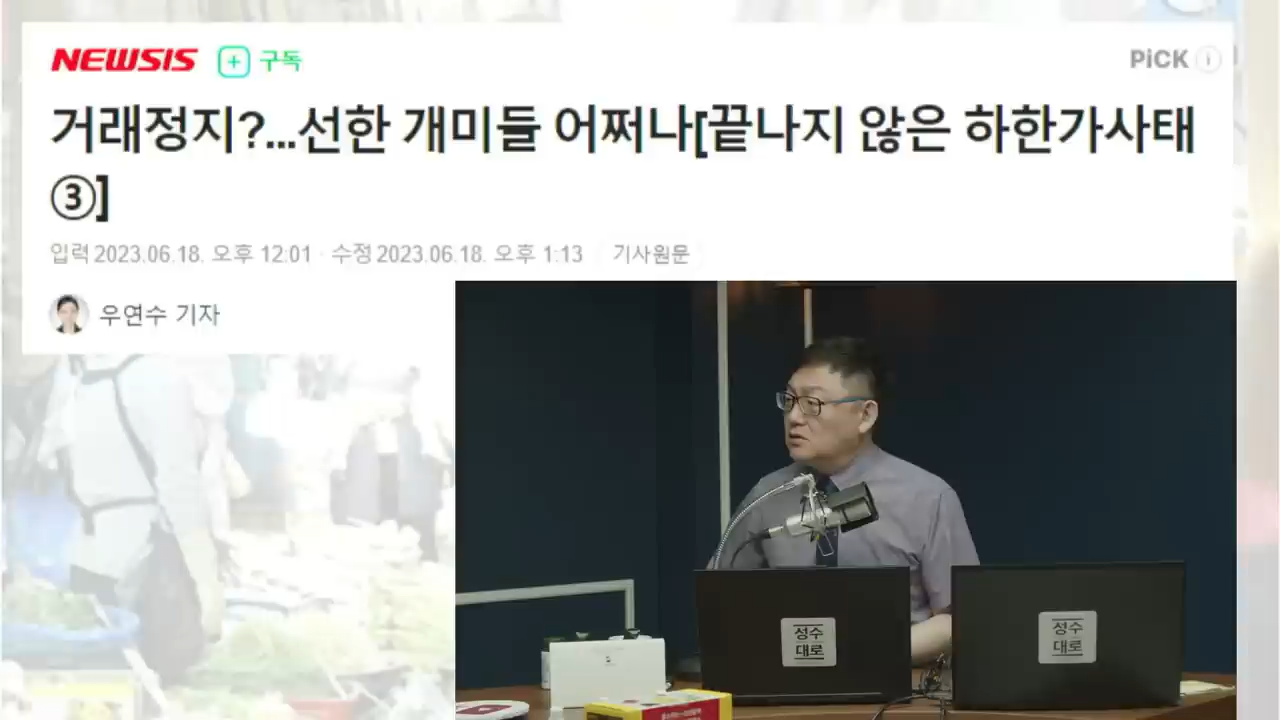 NEWSIS + 구독
PiCK i
거래정지?...선한 개미들 어쩌나[끝나지 않은 하한가사태
③]
입력 2023.06.18. 오후 12:01 · 수정 2023.06.18. 오후 1:13 기사원문
우연수 기자
성수
대로
성수
대로